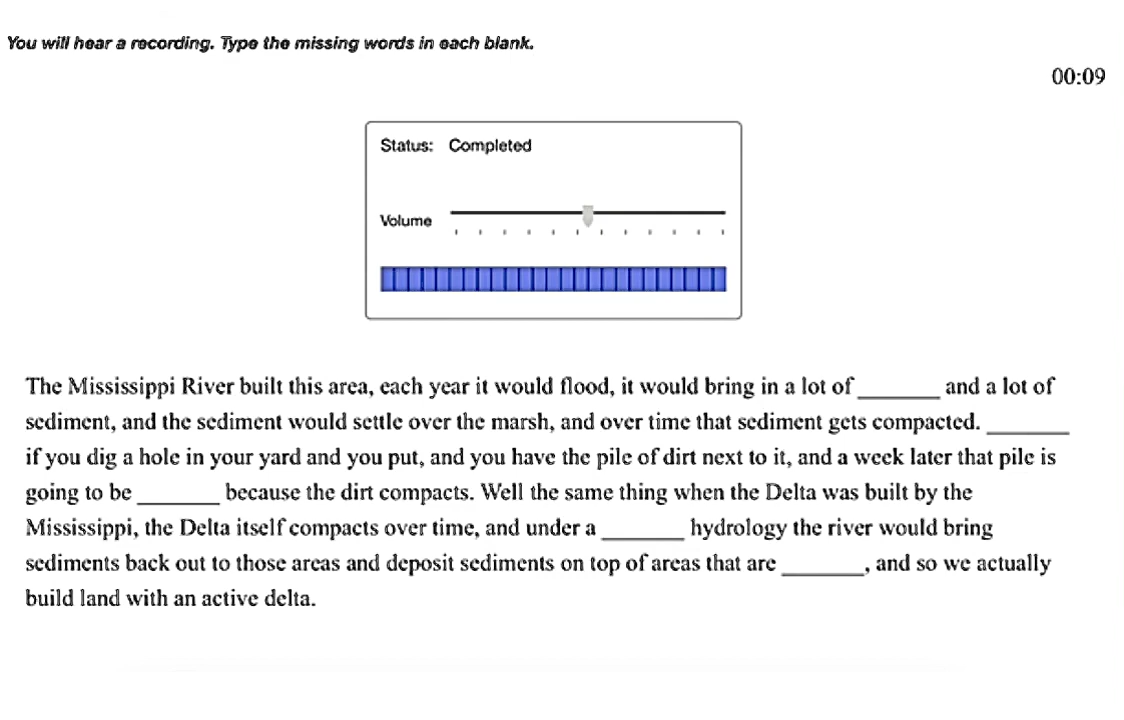 You will hear a recording. Type the missing words in each blank.
00:09
Status: Completed
Volume
The Mississippi River built this area, each year it would flood, it would bring in a lot of ________ and a lot of
sediment, and the sediment would settle over the marsh, and over time that sediment gets compacted. ________
if you dig a hole in your yard and you put, and you have the pile of dirt next to it, and a week later that pile is
going to be ________ because the dirt compacts. Well the same thing when the Delta was built by the
Mississippi, the Delta itself compacts over time, and under a ________ hydrology the river would bring
sediments back out to those areas and deposit sediments on top of areas that are ________, and so we actually
build land with an active delta.